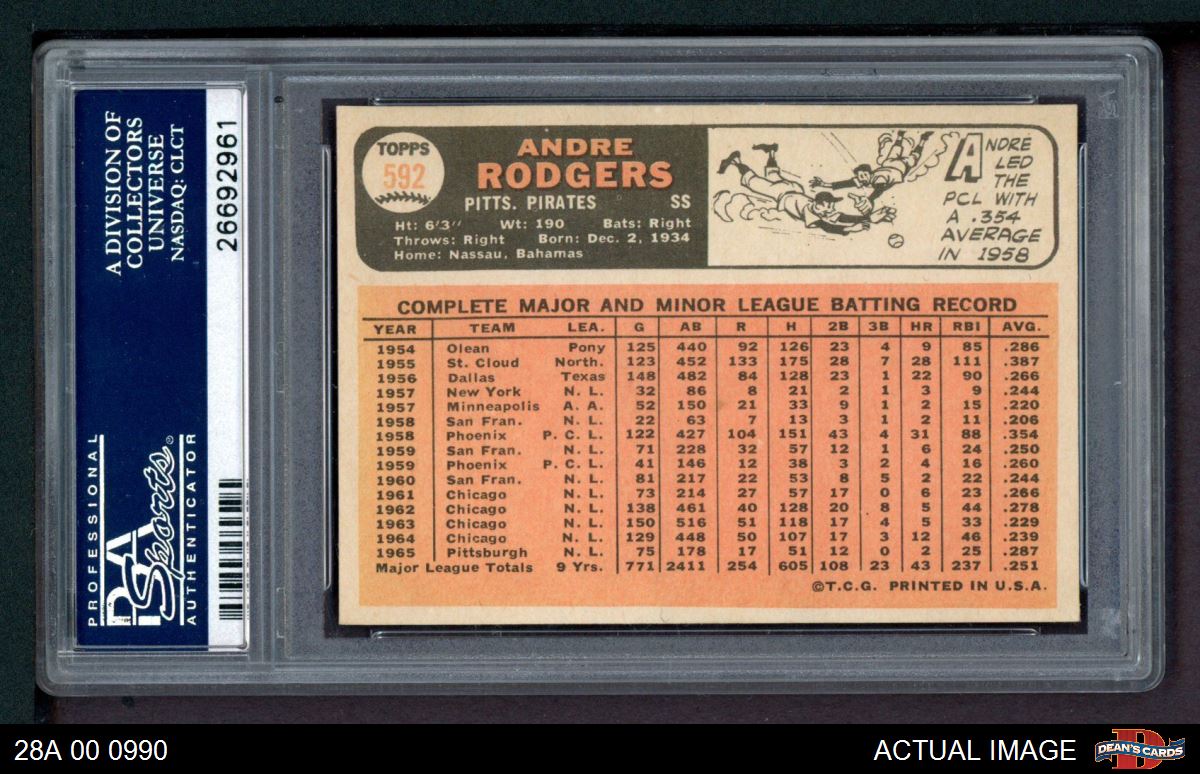 A DIVISION OF
COLLECTORS
UNIVERSE
NASDAQ: CLCT
26692961
PROFESSIONAL
PSA
Sports®
AUTHENTICATOR
TOPPS
592
ANDRE
RODGERS
PITTS. PIRATES SS
Ht: 6'3" Wt: 190 Bats: Right
Throws: Right Born: Dec. 2, 1934
Home: Nassau, Bahamas
ANDRE
LED
THE
PCL WITH
A .354
AVERAGE
IN 1958
COMPLETE MAJOR AND MINOR LEAGUE BATTING RECORD
YEAR TEAM LEA. G AB R H 2B 3B HR RBI AVG.
1954 Olean Pony 125 440 92 126 23 4 9 85 .286
1955 St. Cloud North. 123 452 133 175 28 7 28 111 .387
1956 Dallas Texas 148 482 84 128 23 1 22 90 .266
1957 New York N. L. 32 86 8 21 2 1 3 9 .244
1957 Minneapolis A. A. 52 150 21 33 9 1 2 15 .220
1958 San Fran. N. L. 22 63 7 13 3 1 2 11 .206
1958 Phoenix P. C. L. 122 427 104 151 43 4 31 88 .354
1959 San Fran. N. L. 71 228 32 57 12 1 6 24 .250
1959 Phoenix P. C. L. 41 146 12 38 3 2 4 16 .260
1960 San Fran. N. L. 81 217 22 53 8 5 2 22 .244
1961 Chicago N. L. 73 214 27 57 17 0 6 23 .266
1962 Chicago N. L. 138 461 40 128 20 8 5 44 .278
1963 Chicago N. L. 150 516 51 118 17 4 5 33 .229
1964 Chicago N. L. 129 448 50 107 17 3 12 46 .239
1965 Pittsburgh N. L. 75 178 17 51 12 0 2 25 .287
Major League Totals 9 Yrs. 771 2411 254 605 108 23 43 237 .251
©T.C.G. PRINTED IN U.S.A.
28A 00 0990
ACTUAL IMAGE
DEAN'S CARDS